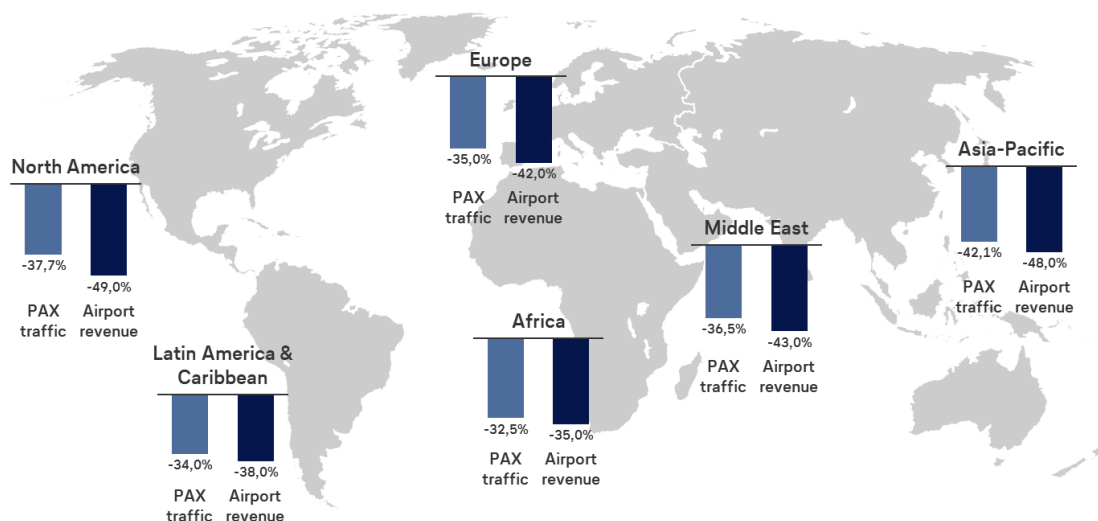 Europe
-35,0%
-42,0%
PAX
traffic
Airport
revenue
North America
-37,7%
-49,0%
PAX
traffic
Airport
revenue
Asia-Pacific
-42,1%
-48,0%
PAX
traffic
Airport
revenue
Middle East
-36,5%
-43,0%
PAX
traffic
Airport
revenue
Africa
-32,5%
-35,0%
PAX
traffic
Airport
revenue
Latin America &
Caribbean
-34,0%
-38,0%
PAX
traffic
Airport
revenue